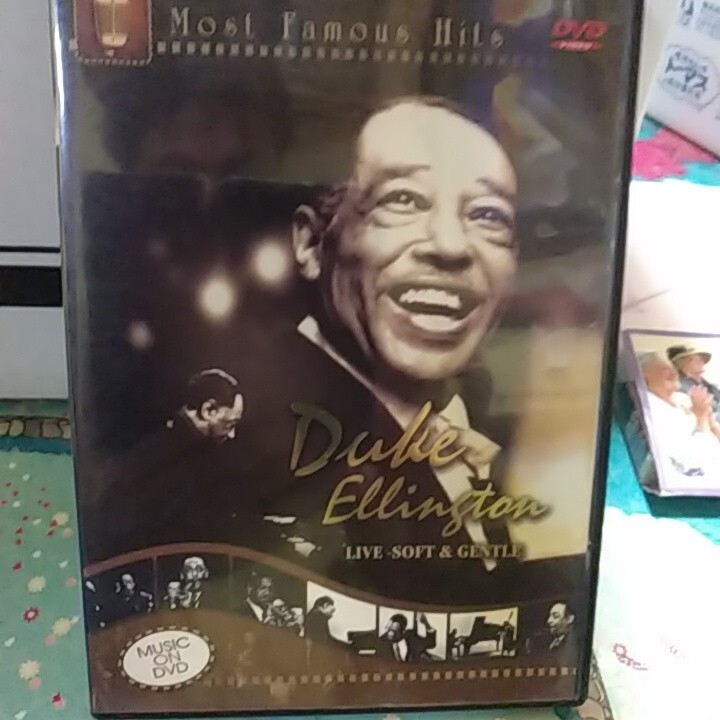 Most Famous Hits
DVD
VIDEO
Duke
Ellington
LIVE -SOFT & GENTLE
MUSIC
ON
DVD